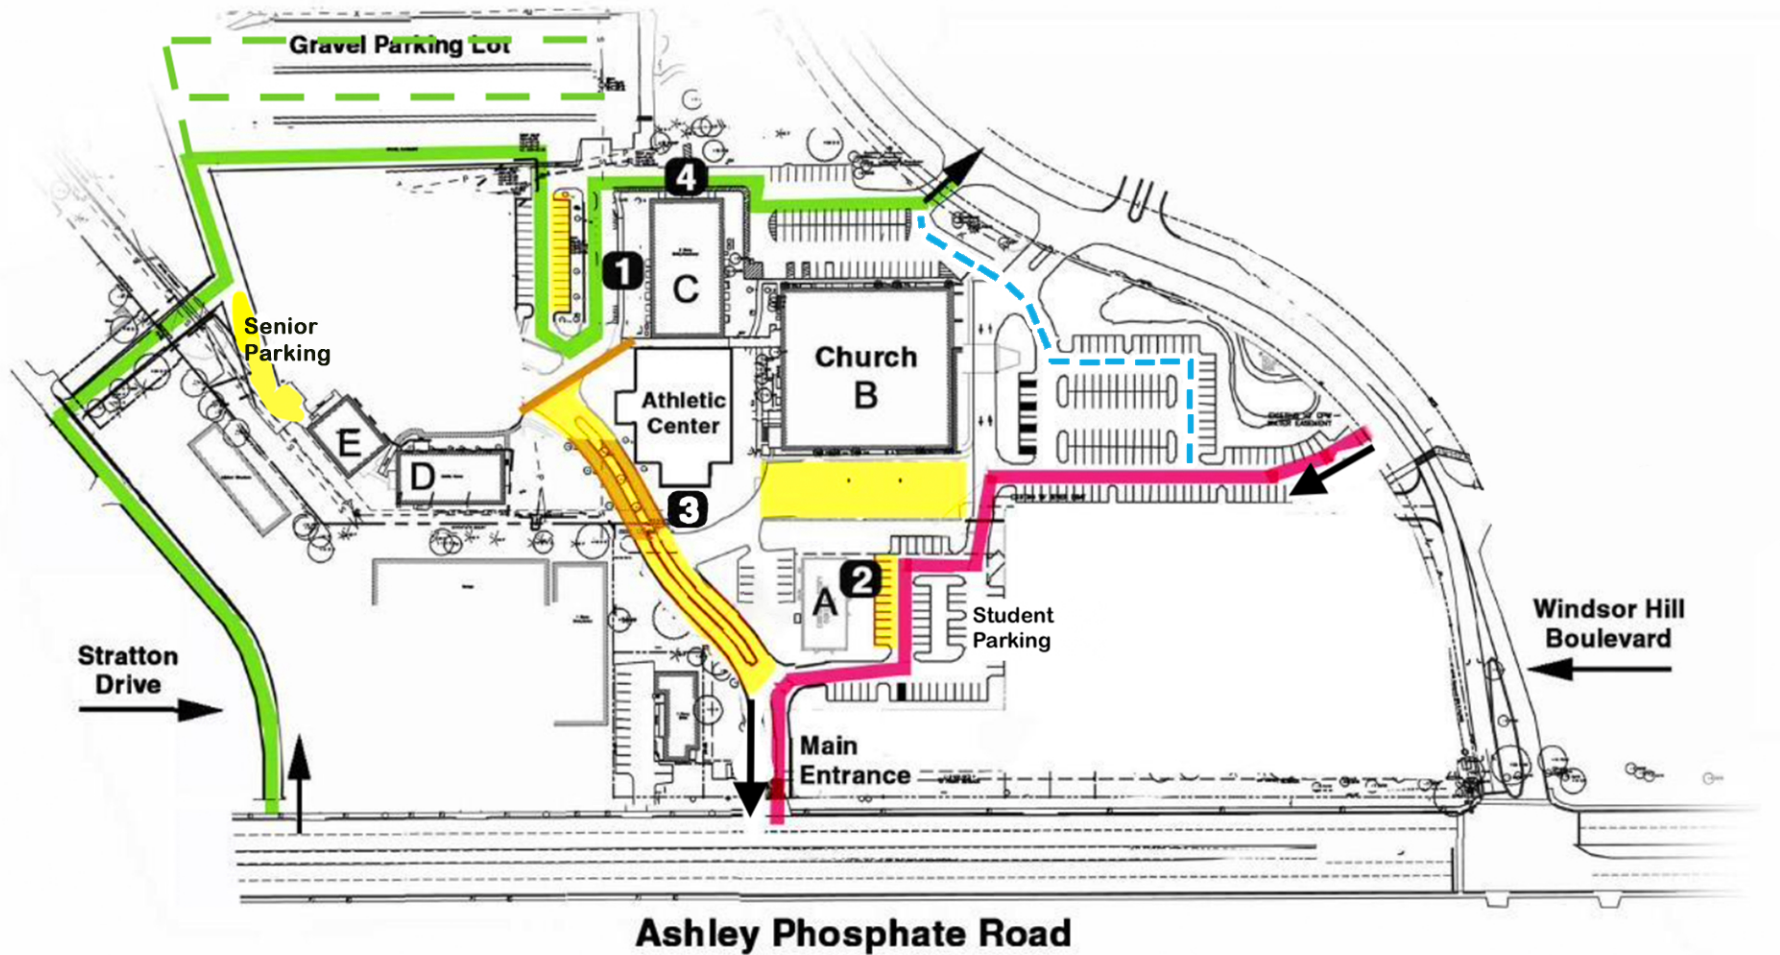 Gravel Parking Lot
4
1
C
Senior
Parking
Church
B
Athletic
Center
E
D
3
2
A
Student
Parking
Stratton
Drive
Windsor Hill
Boulevard
Main
Entrance
Ashley Phosphate Road